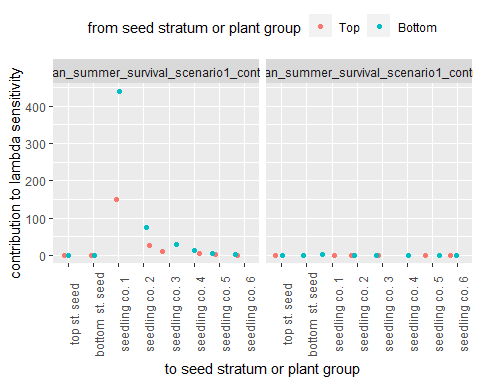 from seed stratum or plant group Top Bottom
an_summer_survival_scenario1_cont an_summer_survival_scenario1_cont
contribution to lambda sensitivity
400
300
200
100
0
top st. seed
bottom st. seed
seedling co. 1
seedling co. 2
seedling co. 3
seedling co. 4
seedling co. 5
seedling co. 6
top st. seed
bottom st. seed
seedling co. 1
seedling co. 2
seedling co. 3
seedling co. 4
seedling co. 5
seedling co. 6
to seed stratum or plant group